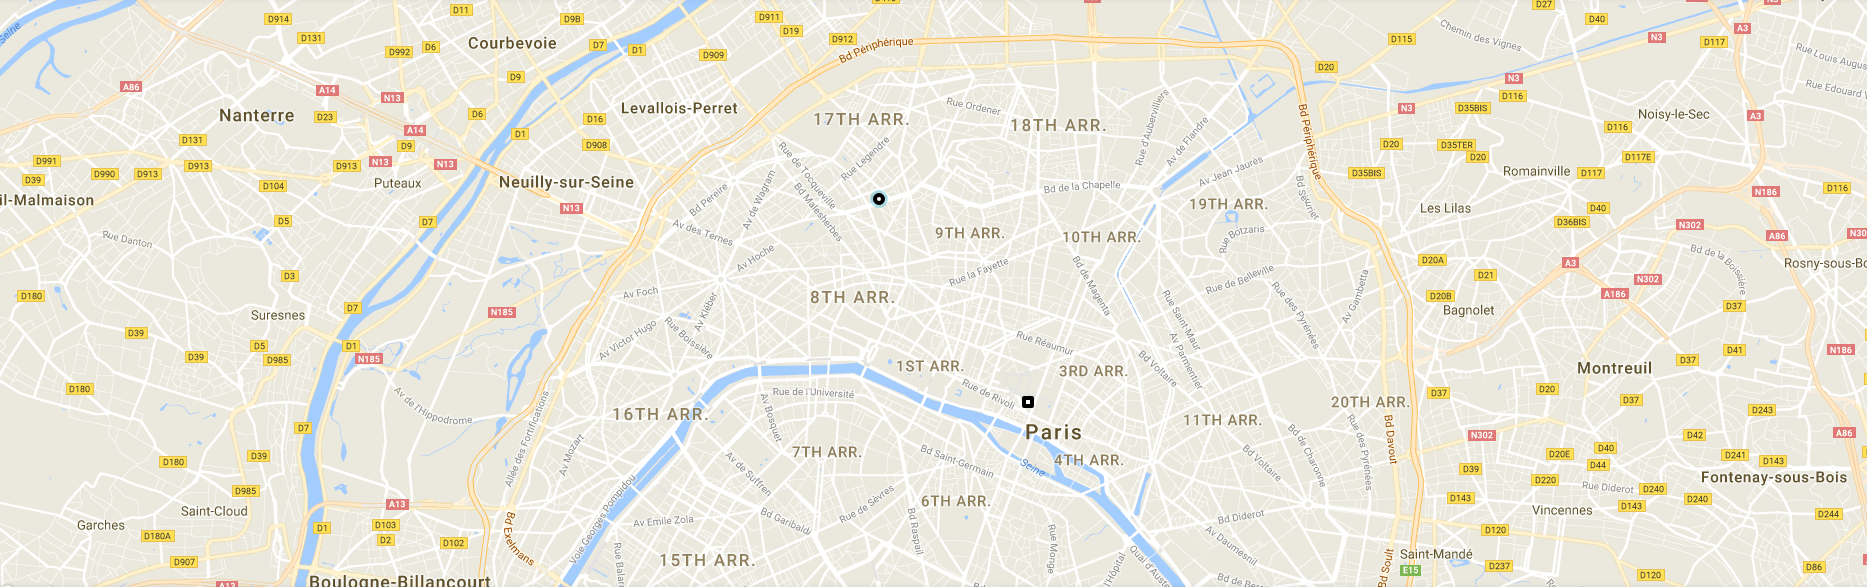 D914
D11
D9B
D911
D19
D27
D40
N3
A3
D131
D992
D6
Courbevoie
D7
D1
D909
D912
Bd Périphérique
D115
Chemin des Vignes
N3
D117
Rue Louis Augus
Seine
A86
A14
N13
D9
Levallois-Perret
Rue Ordener
D20
N3
D116
Rue Edouard
Nanterre
D23
D6
D16
17TH ARR.
18TH ARR.
Rue d'Aubervilliers
Av de Flandre
Bd Périphérique
N3
D35BIS
Noisy-le-Sec
A3
D131
A14
D9
D1
D908
Rue Legendre
Rue de Tocqueville
D20
D35TER
D20
D116
D117E
D991
D39
D990
D913
D913
D913
N13
N13
Puteaux
D104
Neuilly-sur-Seine
Bd Pereire
Av de Wagram
Bd Malesherbes
Bd de la Chapelle
Av Jean Jaurès
Bd Sérurier
D35BIS
Romainville
D117
N186
D116
il-Malmaison
D5
D7
N13
Av des Ternes
19TH ARR.
Les Lilas
D40
D36BIS
N302
A86
Rue Danton
9TH ARR.
10TH ARR.
Rue Botzaris
Av Hoche
Rue la Fayette
Bd de Magenta
Rue de Belleville
D20A
D21
A3
N302
Bd de la Boissière
Rosny-sous-Bo
D180
D3
D7
N185
Av Foch
Av Kléber
8TH ARR.
Rue Saint-Maur
Rue des Pyrénées
Av Gambetta
D20B
Bagnolet
A186
D37
Suresnes
D39
D39
D5
D985
D1
N185
Av Victor Hugo
Rue Boissière
Rue Réaumur
Av Parmentier
Bd Voltaire
D41
D37
N186
D180
1ST ARR.
3RD ARR.
Montreuil
Av de l'Hippodrome
Rue de l'Université
Rue de Rivoli
D37
D20
D37
20TH ARR.
16TH ARR.
Av Bosquet
Paris
11TH ARR.
D243
D7
Allée des Fortifications
Av Mozart
7TH ARR.
Bd Saint-Germain
Seine
4TH ARR.
Bd Voltaire
Bd de Charonne
Rue des Pyrénées
Bd Davout
N302
D42
A86
D180
D39
D39
D40
D20E
D44
D241
D143
Av de Suffren
D985
Rue de Sèvres
6TH ARR.
D220
Rue Diderot
D240
D240
Fontenay-sous-Bois
Saint-Cloud
A13
Voie Georges Pompidou
Bd Garibaldi
Bd Raspail
D143
D143
Vincennes
D244
Garches
D180A
D1
D103
D2
D102
Bd Exelmans
Av Emile Zola
Rue Monge
Bd Diderot
Av Daumesnil
D120
D907
15TH ARR.
Saint-Mandé
Bd Soult
E15
D237
D120
D86
Boulogne-Billancourt
A13